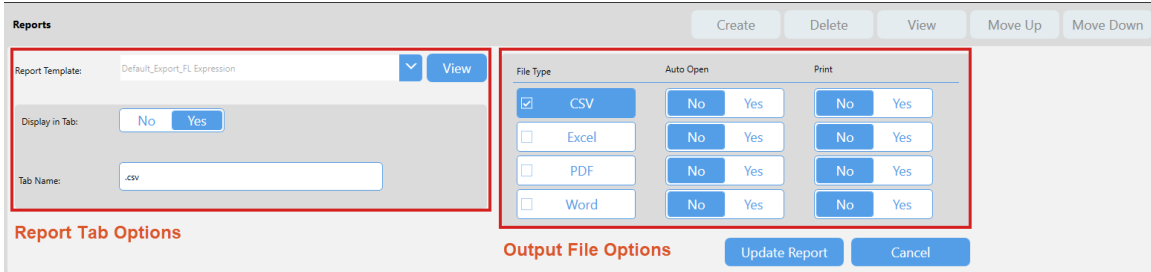 Reports Create Delete View Move Up Move Down
Report Template: Default_Export_FL Expression View
Display in Tab: No Yes
Tab Name: .csv
Report Tab Options
File Type Auto Open Print
CSV No Yes No Yes
Excel No Yes No Yes
PDF No Yes No Yes
Word No Yes No Yes
Output File Options
Update Report Cancel